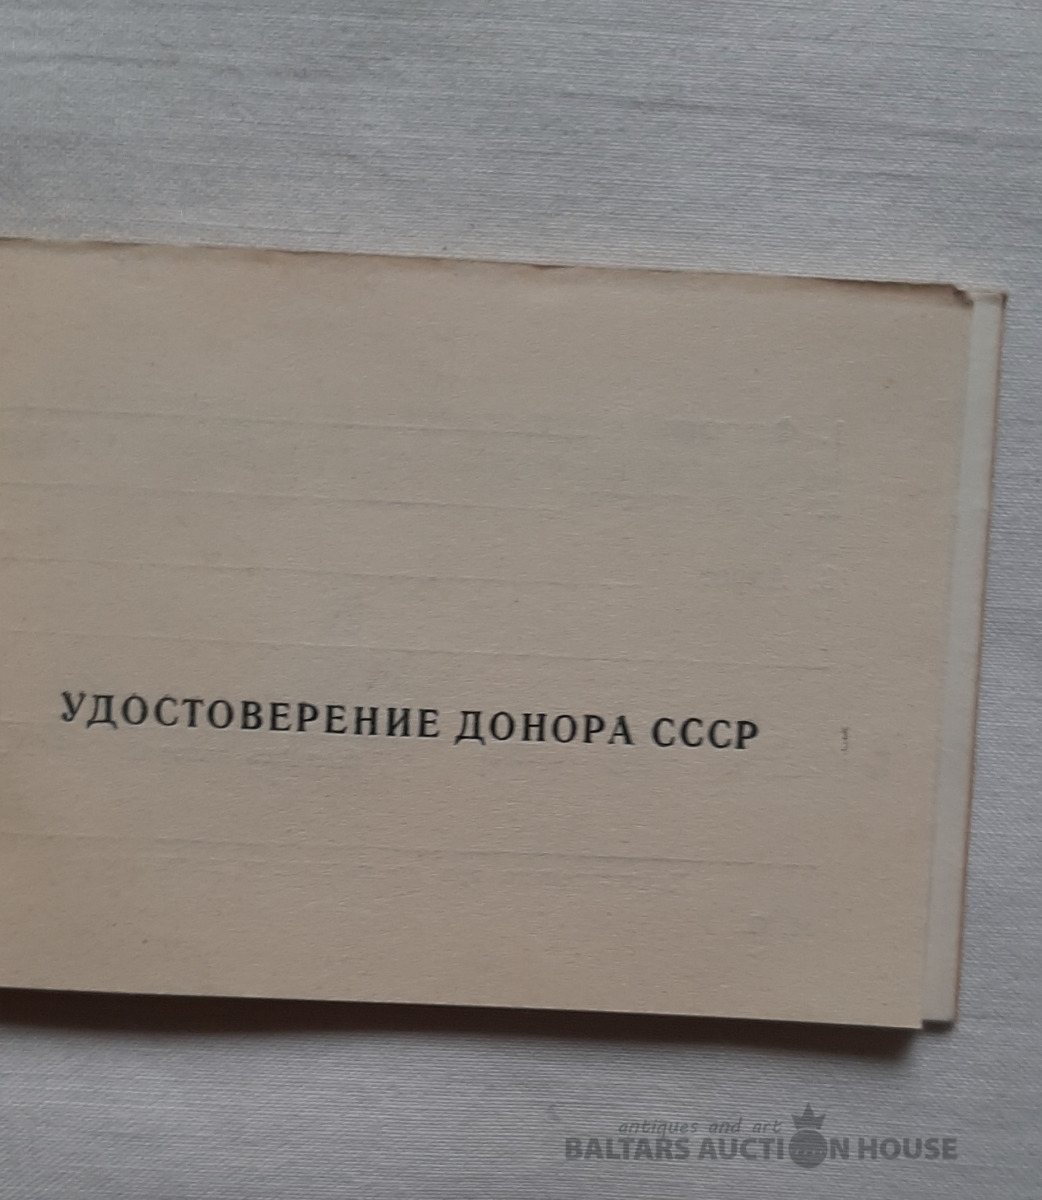 УДОСТОВЕРЕНИЕ ДОНОРА СССР
antiques and art
BALTARS AUCTION HOUSE